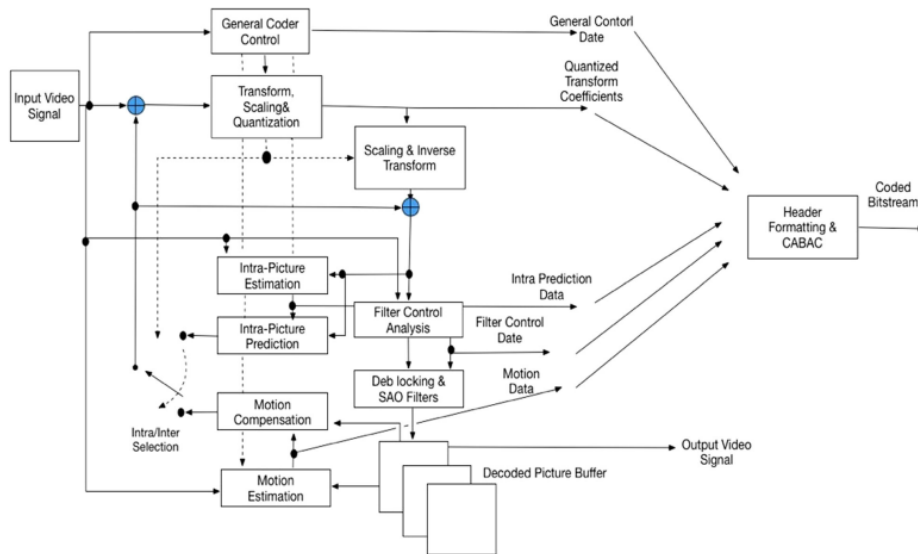 General Coder
Control
General Contorl
Date
Input Video
Signal
Transform,
Scaling&
Quantization
Quantized
Transform
Coefficients
Scaling & Inverse
Transform
Header
Formatting &
CABAC
Coded
Bitstream
Intra-Picture
Estimation
Intra Prediction
Data
Filter Control
Analysis
Filter Control
Date
Intra-Picture
Prediction
Deb locking &
SAO Filters
Motion
Data
Motion
Compensation
Intra/Inter
Selection
Output Video
Signal
Decoded Picture Buffer
Motion
Estimation